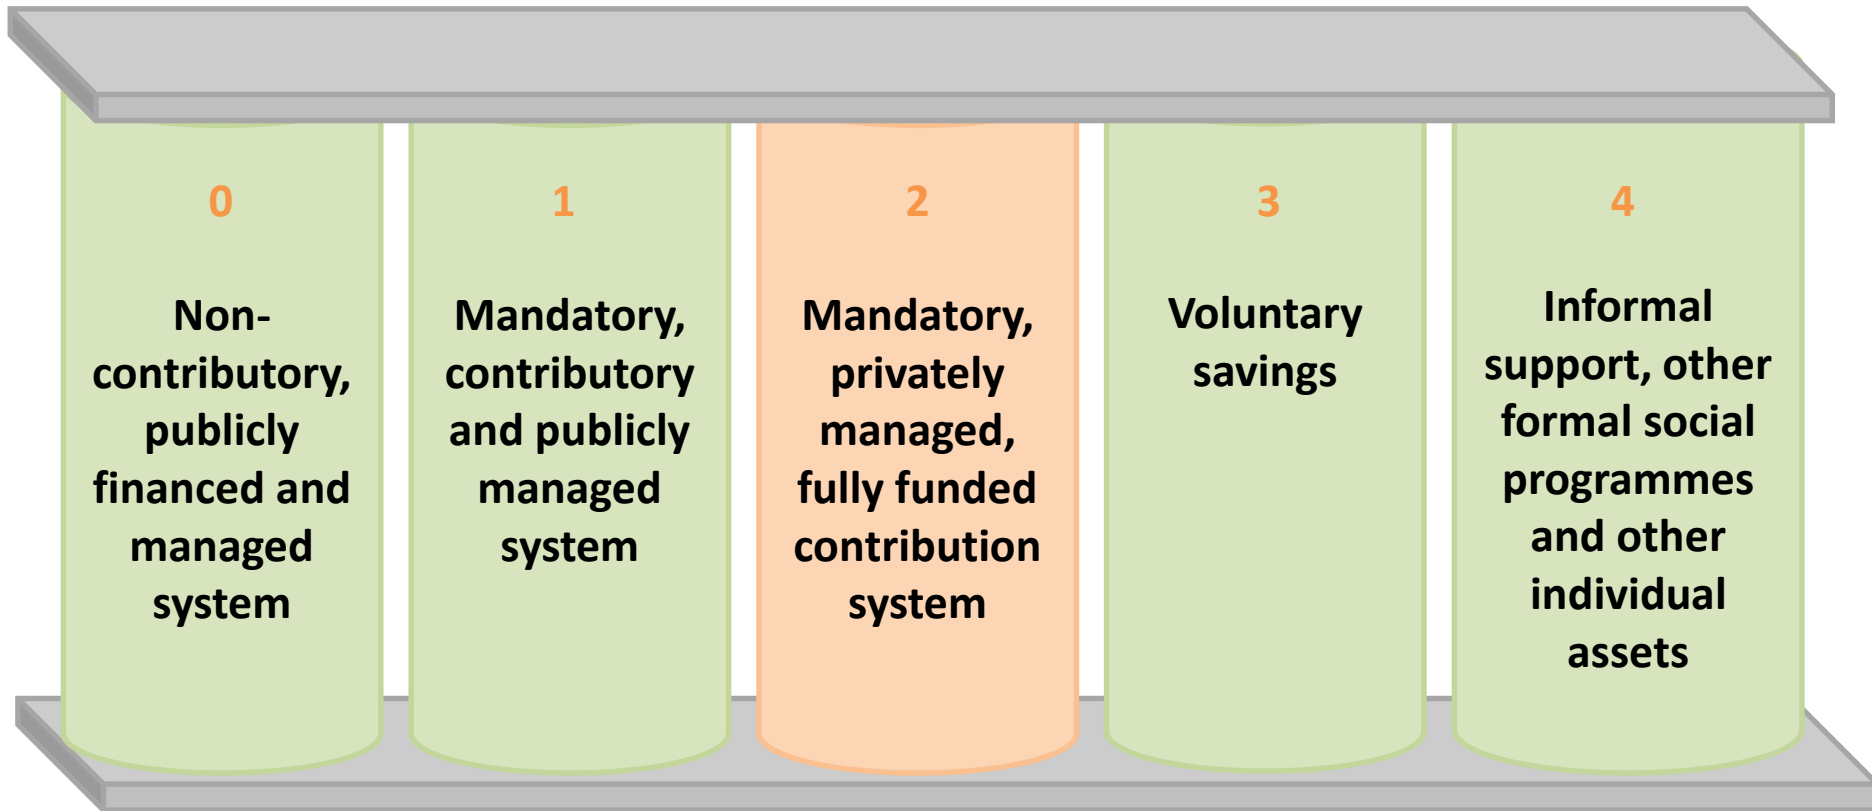 0
Non-
contributory,
publicly
financed and
managed
system
1
Mandatory,
contributory
and publicly
managed
system
2
Mandatory,
privately
managed,
fully funded
contribution
system
3
Voluntary
savings
4
Informal
support, other
formal social
programmes
and other
individual
assets